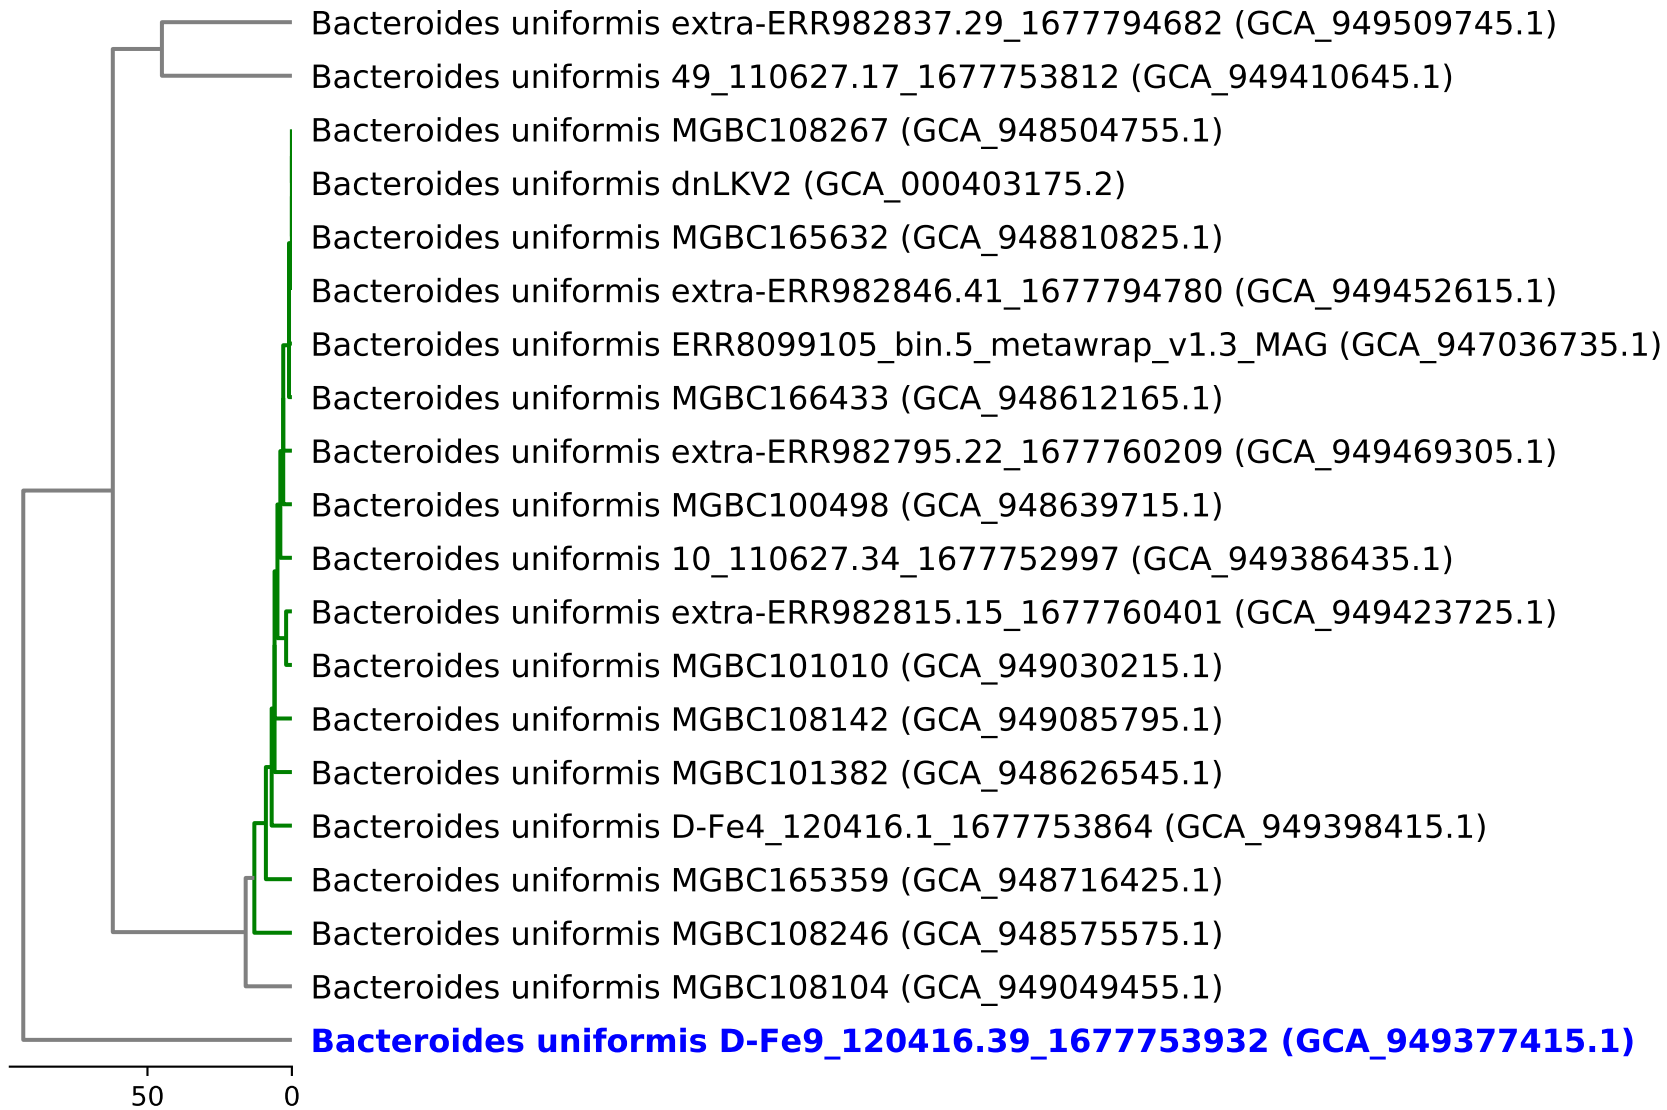 Bacteroides uniformis extra-ERR982837.29_1677794682 (GCA_949509745.1)
Bacteroides uniformis 49_110627.17_1677753812 (GCA_949410645.1)
Bacteroides uniformis MGBC108267 (GCA_948504755.1)
Bacteroides uniformis dnLKV2 (GCA_000403175.2)
Bacteroides uniformis MGBC165632 (GCA_948810825.1)
Bacteroides uniformis extra-ERR982846.41_1677794780 (GCA_949452615.1)
Bacteroides uniformis ERR8099105_bin.5_metawrap_v1.3_MAG (GCA_947036735.1)
Bacteroides uniformis MGBC166433 (GCA_948612165.1)
Bacteroides uniformis extra-ERR982795.22_1677760209 (GCA_949469305.1)
Bacteroides uniformis MGBC100498 (GCA_948639715.1)
Bacteroides uniformis 10_110627.34_1677752997 (GCA_949386435.1)
Bacteroides uniformis extra-ERR982815.15_1677760401 (GCA_949423725.1)
Bacteroides uniformis MGBC101010 (GCA_949030215.1)
Bacteroides uniformis MGBC108142 (GCA_949085795.1)
Bacteroides uniformis MGBC101382 (GCA_948626545.1)
Bacteroides uniformis D-Fe4_120416.1_1677753864 (GCA_949398415.1)
Bacteroides uniformis MGBC165359 (GCA_948716425.1)
Bacteroides uniformis MGBC108246 (GCA_948575575.1)
Bacteroides uniformis MGBC108104 (GCA_949049455.1)
Bacteroides uniformis D-Fe9_120416.39_1677753932 (GCA_949377415.1)
50 0